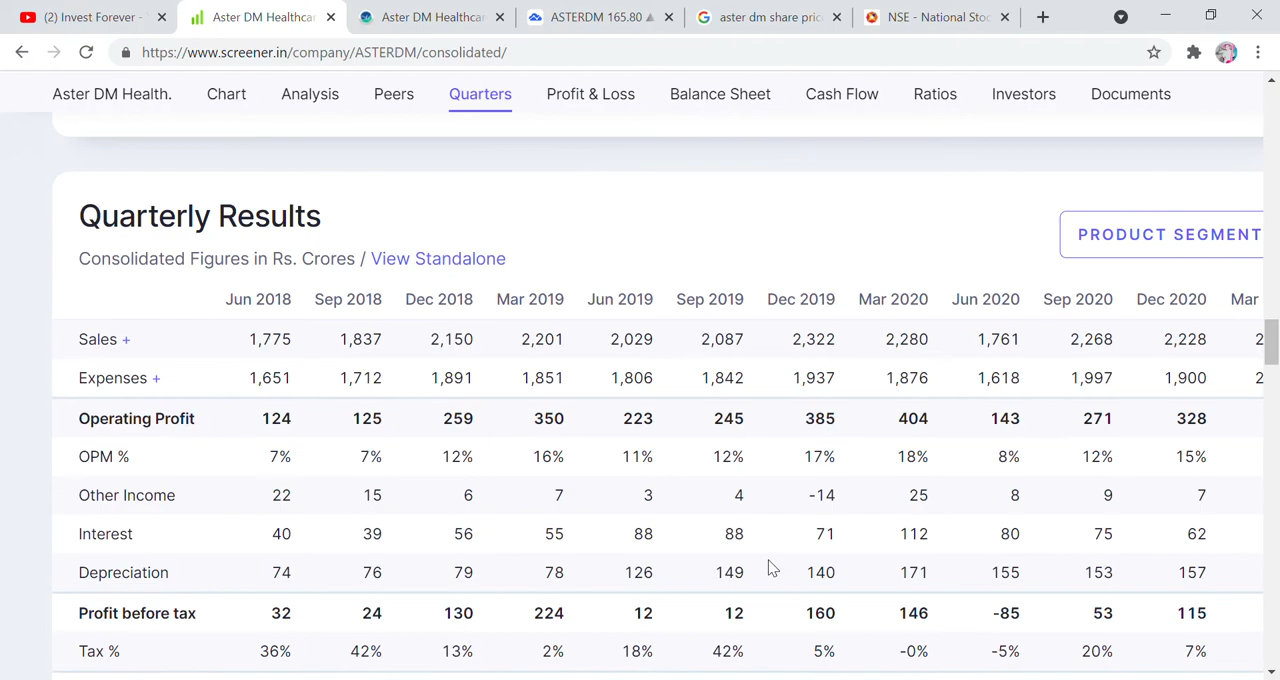 (2) Invest Forever -
Aster DM Healthcar
Aster DM Healthcar
ASTERDM 165.80
aster dm share pric
NSE - National Stoc
https://www.screener.in/company/ASTERDM/consolidated/
Aster DM Health. Chart Analysis Peers Quarters Profit & Loss Balance Sheet Cash Flow Ratios Investors Documents
Quarterly Results
PRODUCT SEGMENT
Consolidated Figures in Rs. Crores / View Standalone
Jun 2018 Sep 2018 Dec 2018 Mar 2019 Jun 2019 Sep 2019 Dec 2019 Mar 2020 Jun 2020 Sep 2020 Dec 2020 Mar
Sales + 1,775 1,837 2,150 2,201 2,029 2,087 2,322 2,280 1,761 2,268 2,228 2
Expenses + 1,651 1,712 1,891 1,851 1,806 1,842 1,937 1,876 1,618 1,997 1,900 2
Operating Profit 124 125 259 350 223 245 385 404 143 271 328
OPM % 7% 7% 12% 16% 11% 12% 17% 18% 8% 12% 15%
Other Income 22 15 6 7 3 4 -14 25 8 9 7
Interest 40 39 56 55 88 88 71 112 80 75 62
Depreciation 74 76 79 78 126 149 140 171 155 153 157
Profit before tax 32 24 130 224 12 12 160 146 -85 53 115
Tax % 36% 42% 13% 2% 18% 42% 5% -0% -5% 20% 7%